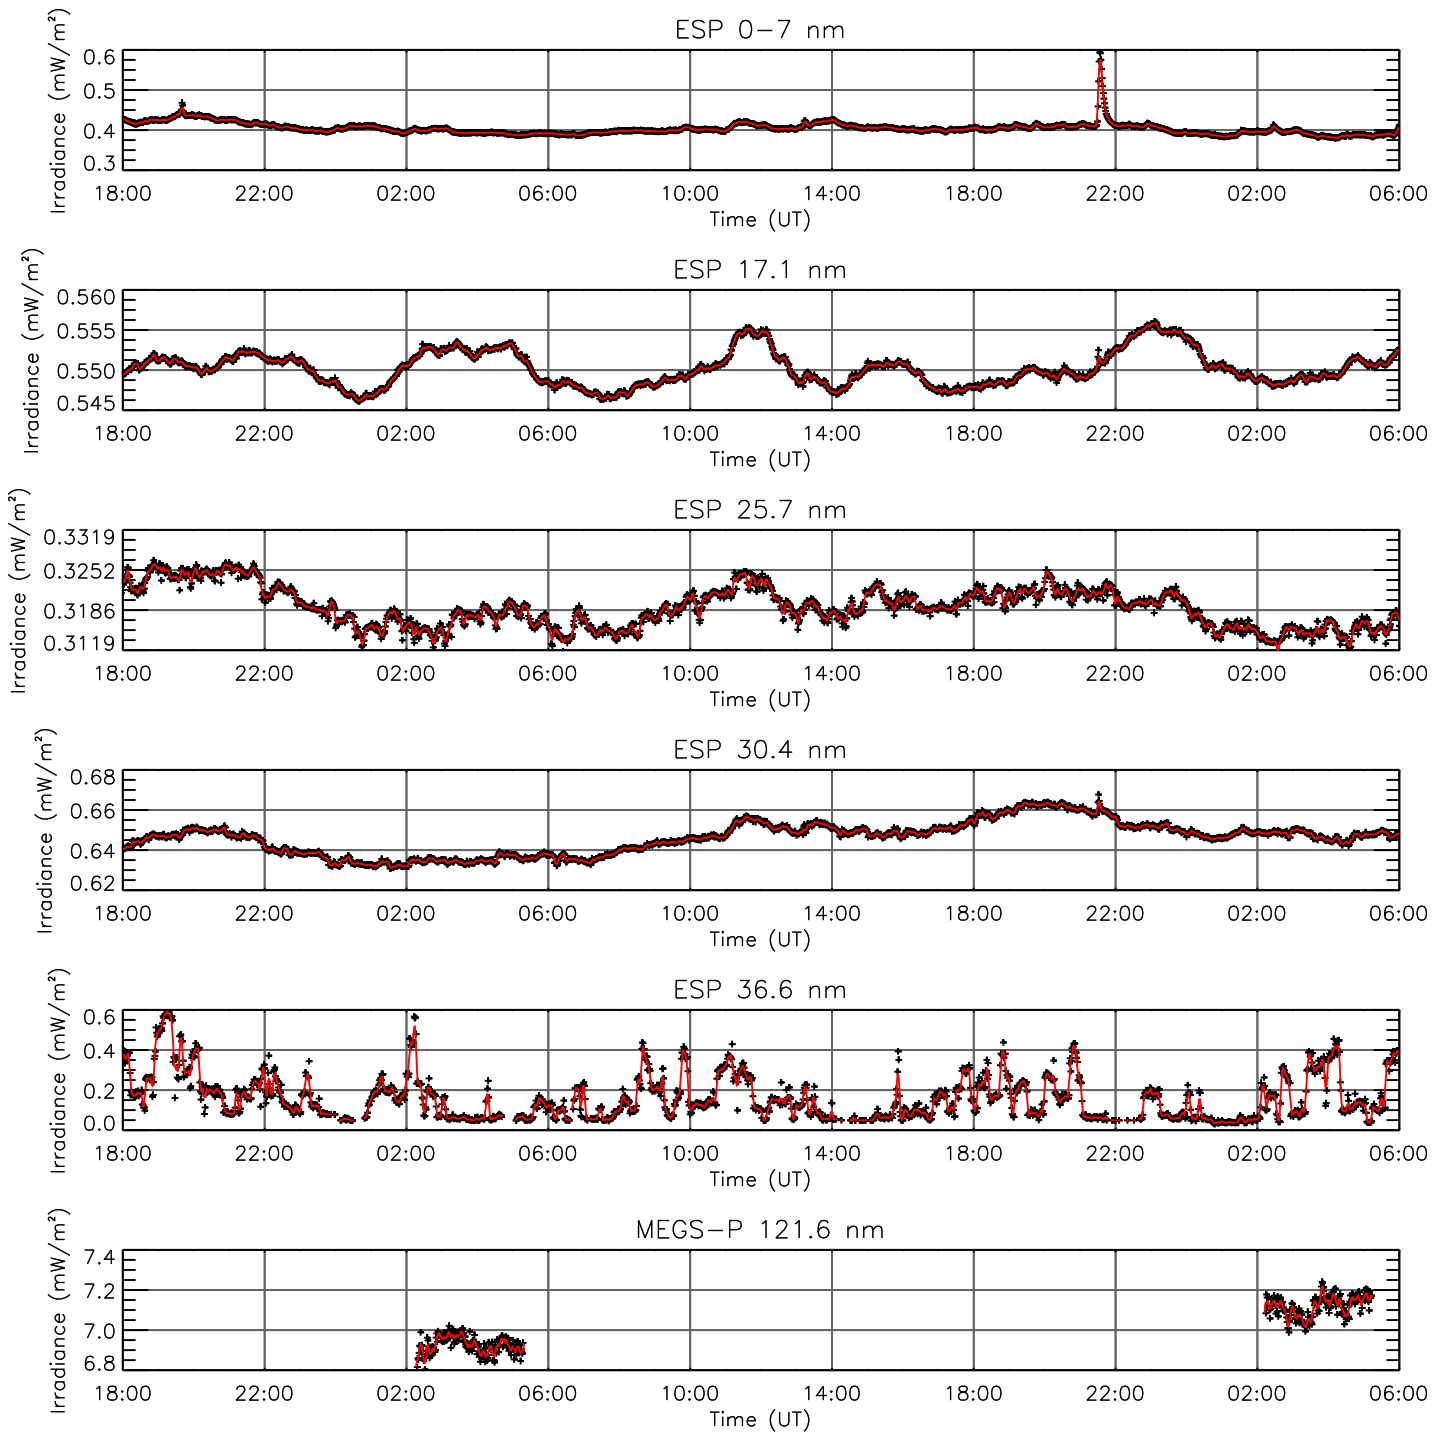 ESP 0-7 nm
Irradiance (mW/m²)
0.6
0.5
0.4
0.3
18:00 22:00 02:00 06:00 10:00 14:00 18:00 22:00 02:00 06:00
Time (UT)
ESP 17.1 nm
Irradiance (mW/m²)
0.560
0.555
0.550
0.545
18:00 22:00 02:00 06:00 10:00 14:00 18:00 22:00 02:00 06:00
Time (UT)
ESP 25.7 nm
Irradiance (mW/m²)
0.3319
0.3252
0.3186
0.3119
18:00 22:00 02:00 06:00 10:00 14:00 18:00 22:00 02:00 06:00
Time (UT)
ESP 30.4 nm
Irradiance (mW/m²)
0.68
0.66
0.64
0.62
18:00 22:00 02:00 06:00 10:00 14:00 18:00 22:00 02:00 06:00
Time (UT)
ESP 36.6 nm
Irradiance (mW/m²)
0.6
0.4
0.2
0.0
18:00 22:00 02:00 06:00 10:00 14:00 18:00 22:00 02:00 06:00
Time (UT)
MEGS-P 121.6 nm
Irradiance (mW/m²)
7.4
7.2
7.0
6.8
18:00 22:00 02:00 06:00 10:00 14:00 18:00 22:00 02:00 06:00
Time (UT)